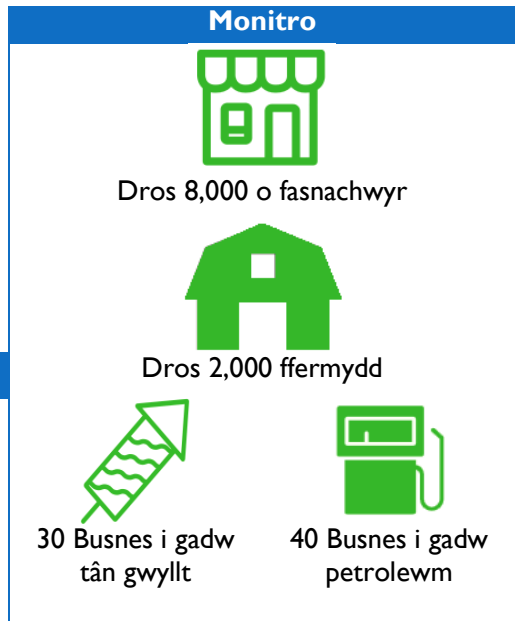 Monitro
Dros 8,000 o fasnachwyr
Dros 2,000 ffermydd
30 Busnes i gadw
tân gwyllt
40 Busnes i gadw
petrolewm